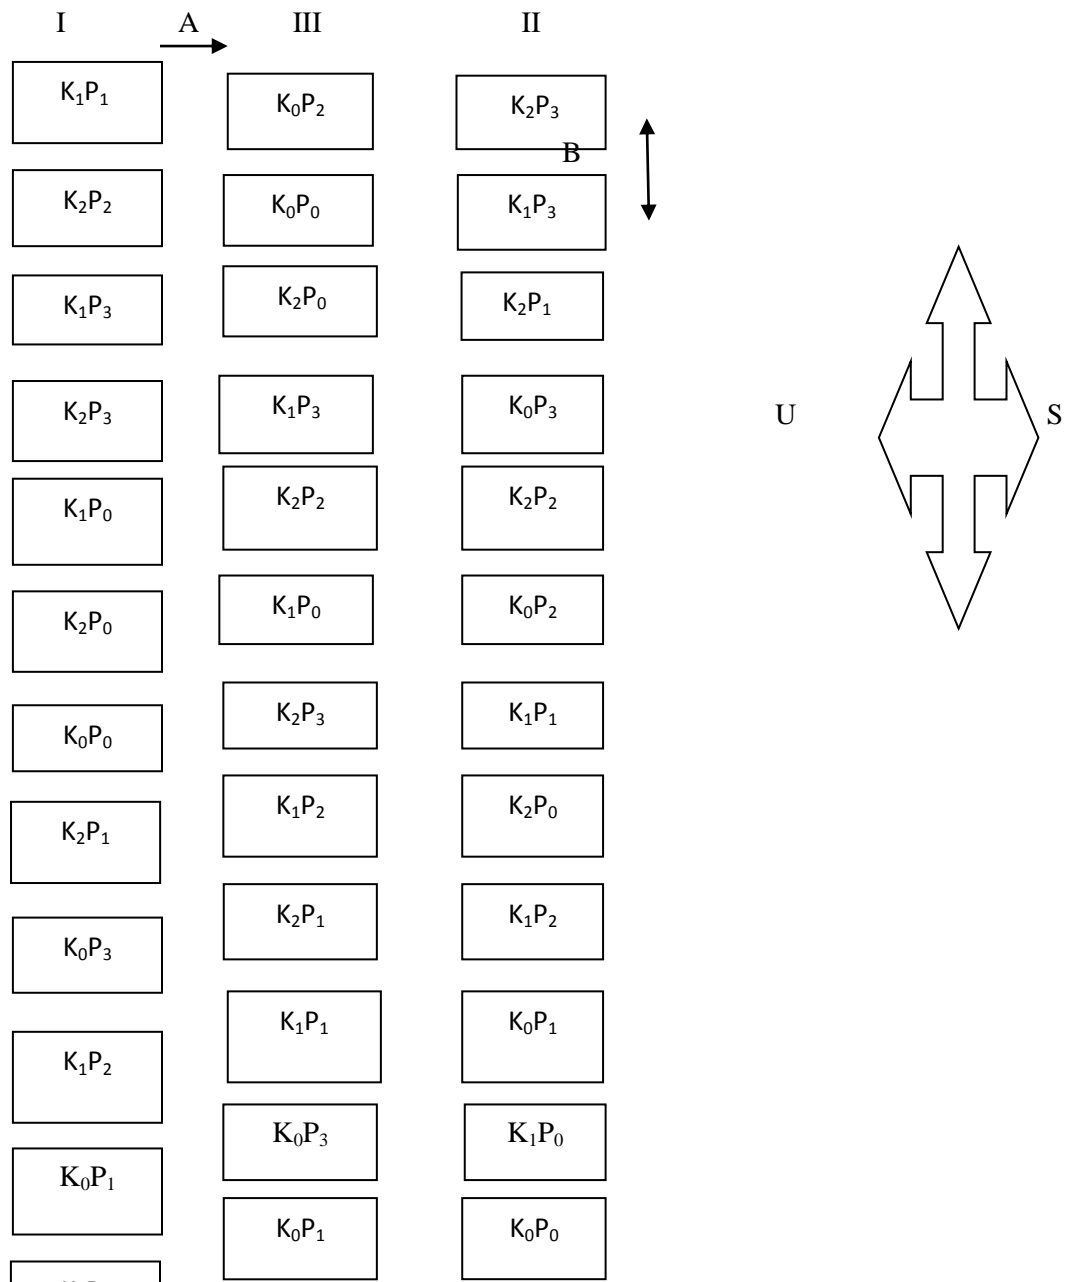 I A III II
K₁P₁ K₀P₂ K₂P₃
B
K₂P₂ K₀P₀ K₁P₃
K₁P₃ K₂P₀ K₂P₁
K₂P₃ K₁P₃ K₀P₃
U S
K₁P₀ K₂P₂ K₂P₂
K₂P₀ K₁P₀ K₀P₂
K₀P₀ K₂P₃ K₁P₁
K₂P₁ K₁P₂ K₂P₀
K₀P₃ K₂P₁ K₁P₂
K₁P₂ K₁P₁ K₀P₁
K₀P₁ K₀P₃ K₁P₀
K₀P₁ K₀P₀